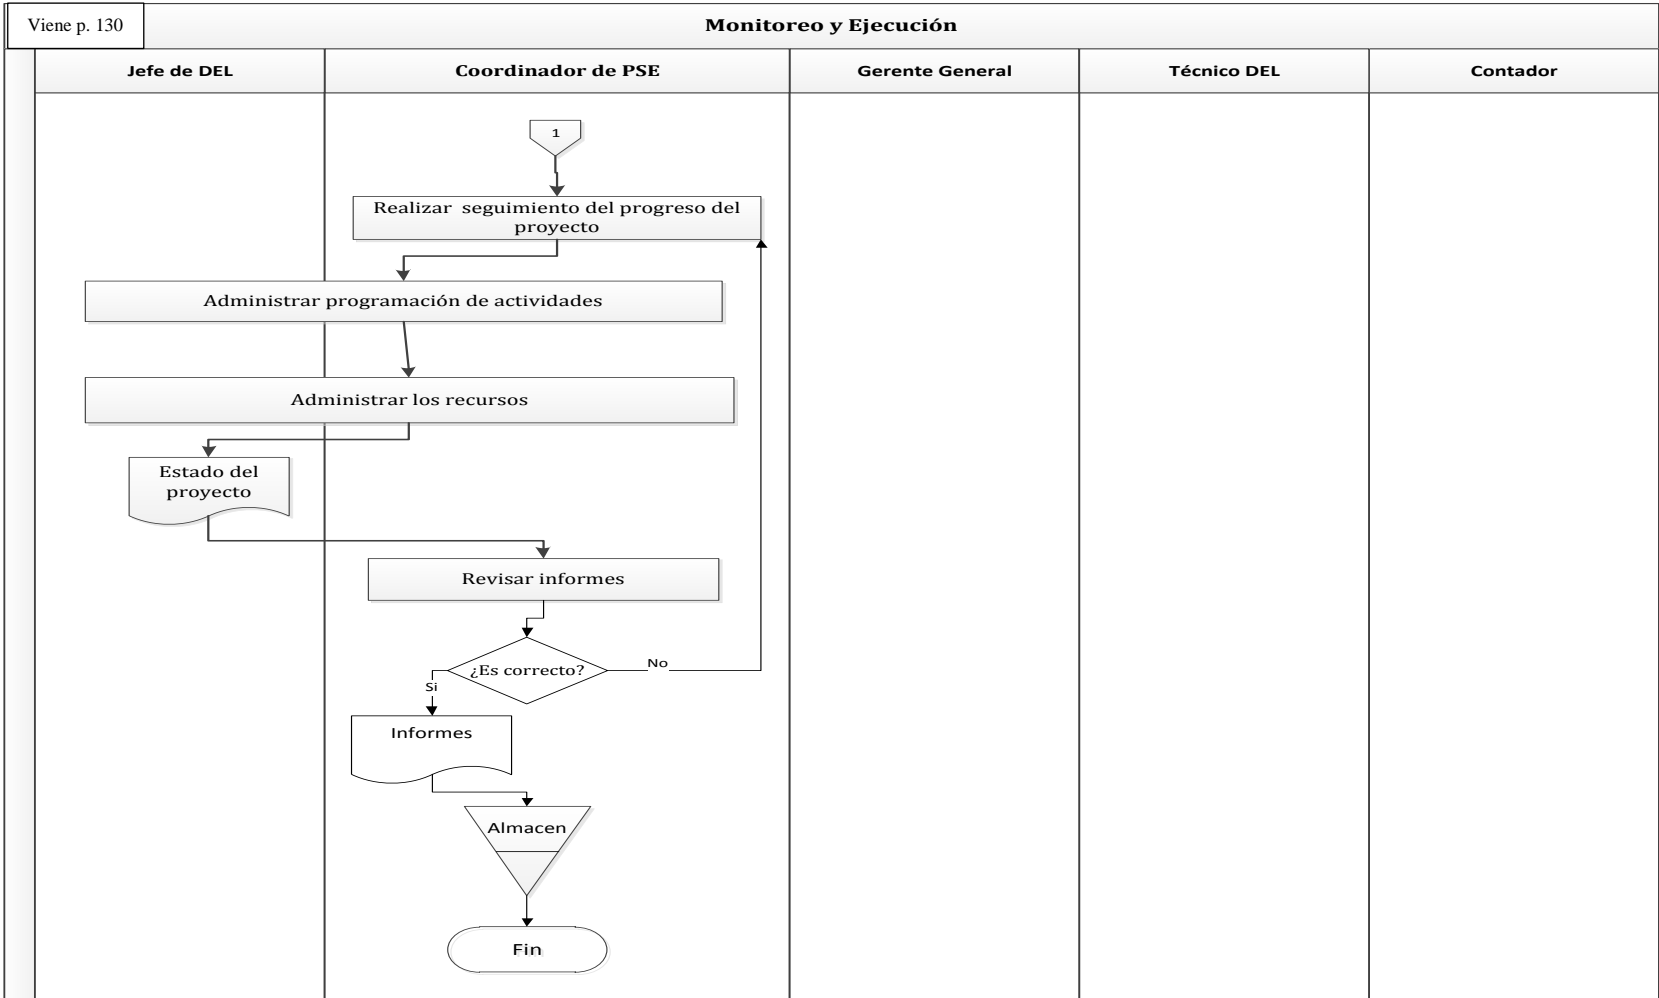 Viene p. 130
Monitoreo y Ejecución
Jefe de DEL
Coordinador de PSE
Gerente General
Técnico DEL
Contador
1
Realizar seguimiento del progreso del
proyecto
Administrar programación de actividades
Administrar los recursos
Estado del
proyecto
Revisar informes
¿Es correcto?
No
Si
Informes
Almacen
Fin